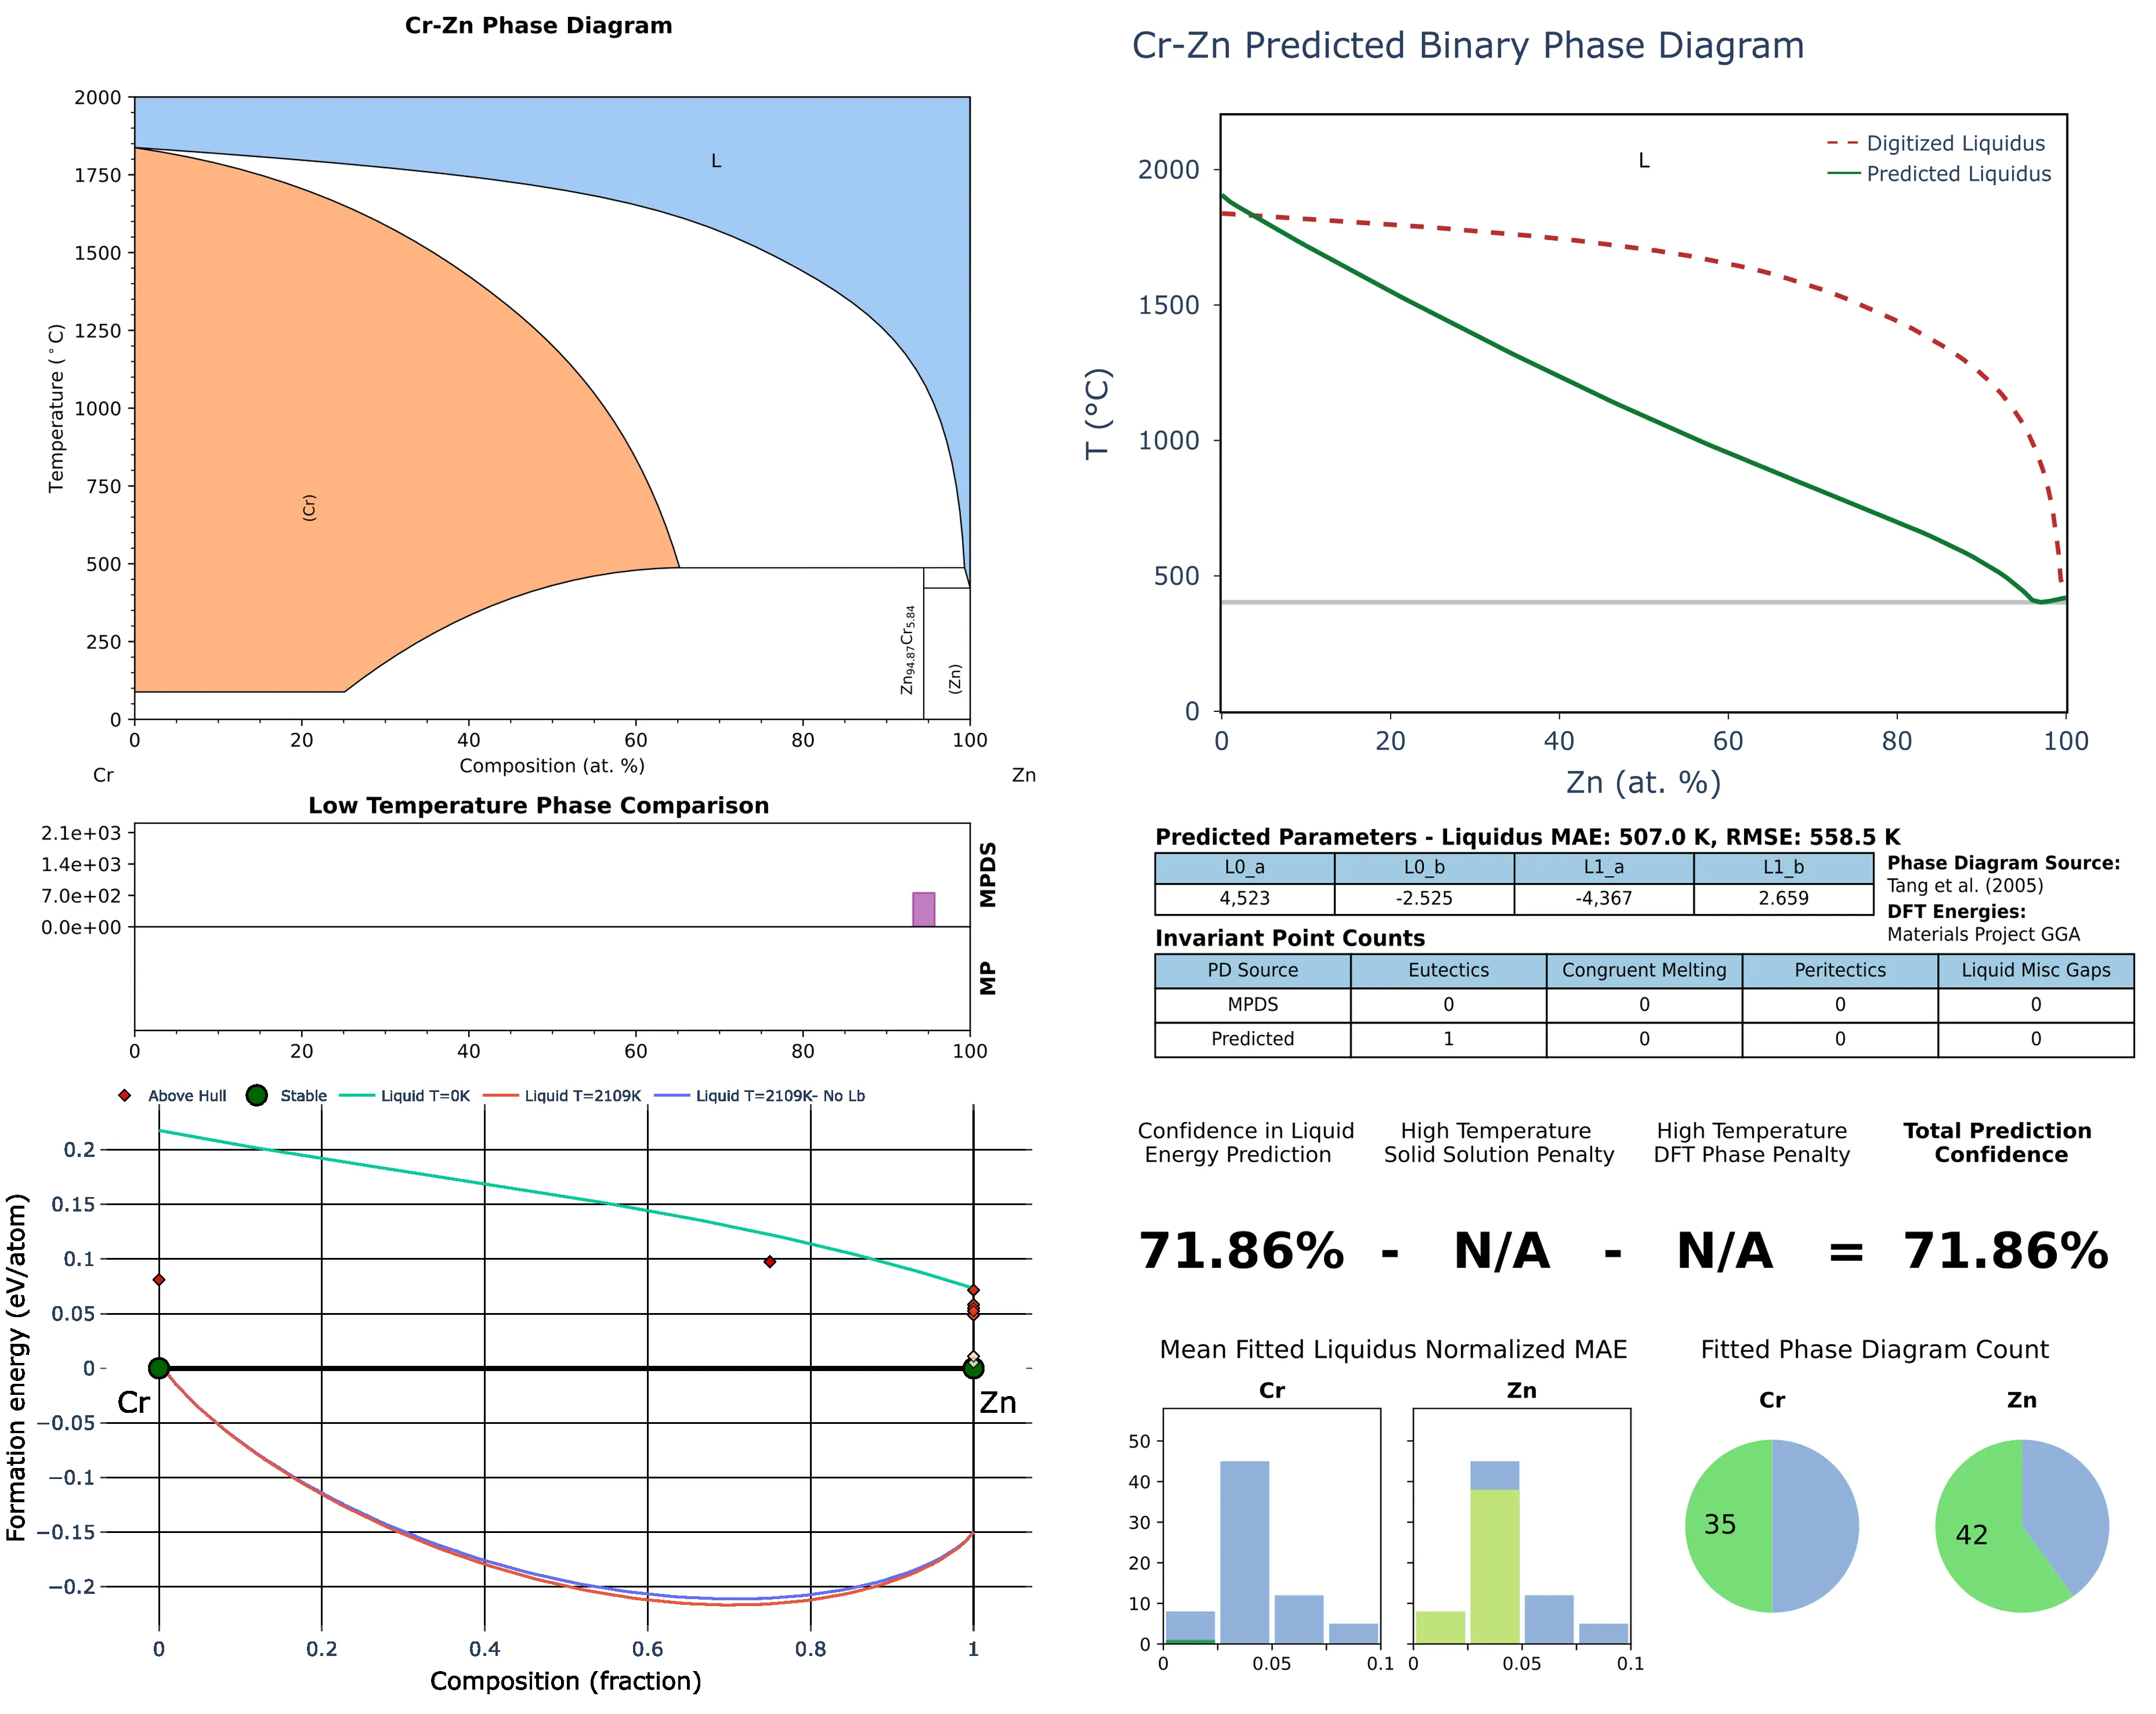 Cr-Zn Phase Diagram
2000
1750
1500
1250
1000
750
500
250
0
Temperature (°C)
L
(Cr)
Zn94.87Cr5.84
(Zn)
0 20 40 60 80 100
Composition (at. %)
Cr Zn
Low Temperature Phase Comparison
2.1e+03
1.4e+03
7.0e+02
0.0e+00
MPDS
MP
0 20 40 60 80 100
Above Hull Stable Liquid T=0K Liquid T=2109K Liquid T=2109K- No Lb
0.2
0.15
0.1
0.05
0
−0.05
−0.1
−0.15
−0.2
Formation energy (eV/atom)
Cr Zn
0 0.2 0.4 0.6 0.8 1
Composition (fraction)
Cr-Zn Predicted Binary Phase Diagram
L
Digitized Liquidus
Predicted Liquidus
2000
1500
1000
500
0
T (°C)
0 20 40 60 80 100
Zn (at. %)
Predicted Parameters - Liquidus MAE: 507.0 K, RMSE: 558.5 K
L0_a L0_b L1_a L1_b
4,523 -2.525 -4,367 2.659
Phase Diagram Source:
Tang et al. (2005)
DFT Energies:
Materials Project GGA
Invariant Point Counts
PD Source Eutectics Congruent Melting Peritectics Liquid Misc Gaps
MPDS 0 0 0 0
Predicted 1 0 0 0
Confidence in Liquid
Energy Prediction
High Temperature
Solid Solution Penalty
High Temperature
DFT Phase Penalty
Total Prediction
Confidence
71.86% - N/A - N/A = 71.86%
Mean Fitted Liquidus Normalized MAE
Cr Zn
50
40
30
20
10
0
0 0.05 0.1
0 0.05 0.1
Fitted Phase Diagram Count
Cr Zn
35
42